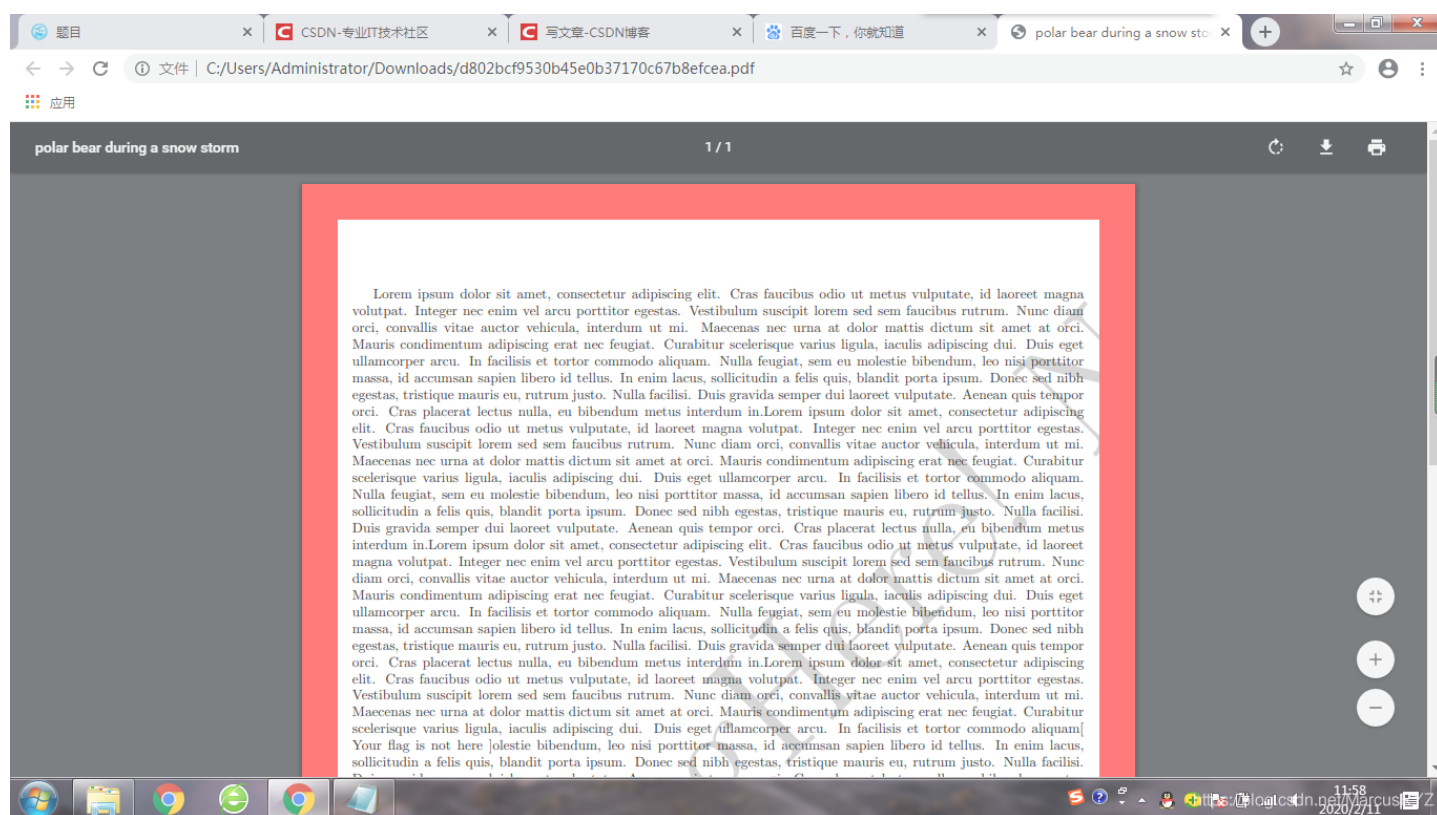 题目
CSDN-专业IT技术社区
写文章-CSDN博客
百度一下，你就知道
polar bear during a snow sto
文件 | C:/Users/Administrator/Downloads/d802bcf9530b45e0b37170c67b8efcea.pdf
应用
polar bear during a snow storm
1 / 1
Lorem ipsum dolor sit amet, consectetur adipiscing elit. Cras faucibus odio ut metus vulputate, id laoreet magna
volutpat. Integer nec enim vel arcu porttitor egestas. Vestibulum suscipit lorem sed sem faucibus rutrum. Nunc diam
orci, convallis vitae auctor vehicula, interdum ut mi. Maecenas nec urna at dolor mattis dictum sit amet at orci.
Mauris condimentum adipiscing erat nec feugiat. Curabitur scelerisque varius ligula, iaculis adipiscing dui. Duis eget
ullamcorper arcu. In facilisis et tortor commodo aliquam. Nulla feugiat, sem eu molestie bibendum, leo nisi porttitor
massa, id accumsan sapien libero id tellus. In enim lacus, sollicitudin a felis quis, blandit porta ipsum. Donec sed nibh
egestas, tristique mauris eu, rutrum justo. Nulla facilisi. Duis gravida semper dui laoreet vulputate. Aenean quis tempor
orci. Cras placerat lectus nulla, eu bibendum metus interdum in.Lorem ipsum dolor sit amet, consectetur adipiscing
elit. Cras faucibus odio ut metus vulputate, id laoreet magna volutpat. Integer nec enim vel arcu porttitor egestas.
Vestibulum suscipit lorem sed sem faucibus rutrum. Nunc diam orci, convallis vitae auctor vehicula, interdum ut mi.
Maecenas nec urna at dolor mattis dictum sit amet at orci. Mauris condimentum adipiscing erat nec feugiat. Curabitur
scelerisque varius ligula, iaculis adipiscing dui. Duis eget ullamcorper arcu. In facilisis et tortor commodo aliquam.
Nulla feugiat, sem eu molestie bibendum, leo nisi porttitor massa, id accumsan sapien libero id tellus. In enim lacus,
sollicitudin a felis quis, blandit porta ipsum. Donec sed nibh egestas, tristique mauris eu, rutrum justo. Nulla facilisi.
Duis gravida semper dui laoreet vulputate. Aenean quis tempor orci. Cras placerat lectus nulla, eu bibendum metus
interdum in.Lorem ipsum dolor sit amet, consectetur adipiscing elit. Cras faucibus odio ut metus vulputate, id laoreet
magna volutpat. Integer nec enim vel arcu porttitor egestas. Vestibulum suscipit lorem sed sem faucibus rutrum. Nunc
diam orci, convallis vitae auctor vehicula, interdum ut mi. Maecenas nec urna at dolor mattis dictum sit amet at orci.
Mauris condimentum adipiscing erat nec feugiat. Curabitur scelerisque varius ligula, iaculis adipiscing dui. Duis eget
ullamcorper arcu. In facilisis et tortor commodo aliquam. Nulla feugiat, sem eu molestie bibendum, leo nisi porttitor
massa, id accumsan sapien libero id tellus. In enim lacus, sollicitudin a felis quis, blandit porta ipsum. Donec sed nibh
egestas, tristique mauris eu, rutrum justo. Nulla facilisi. Duis gravida semper dui laoreet vulputate. Aenean quis tempor
orci. Cras placerat lectus nulla, eu bibendum metus interdum in.Lorem ipsum dolor sit amet, consectetur adipiscing
elit. Cras faucibus odio ut metus vulputate, id laoreet magna volutpat. Integer nec enim vel arcu porttitor egestas.
Vestibulum suscipit lorem sed sem faucibus rutrum. Nunc diam orci, convallis vitae auctor vehicula, interdum ut mi.
Maecenas nec urna at dolor mattis dictum sit amet at orci. Mauris condimentum adipiscing erat nec feugiat. Curabitur
scelerisque varius ligula, iaculis adipiscing dui. Duis eget ullamcorper arcu. In facilisis et tortor commodo aliquam[
Your flag is not here ]olestie bibendum, leo nisi porttitor massa, id accumsan sapien libero id tellus. In enim lacus,
sollicitudin a felis quis, blandit porta ipsum. Donec sed nibh egestas, tristique mauris eu, rutrum justo. Nulla facilisi.
Here! N
11:58
2020/2/11